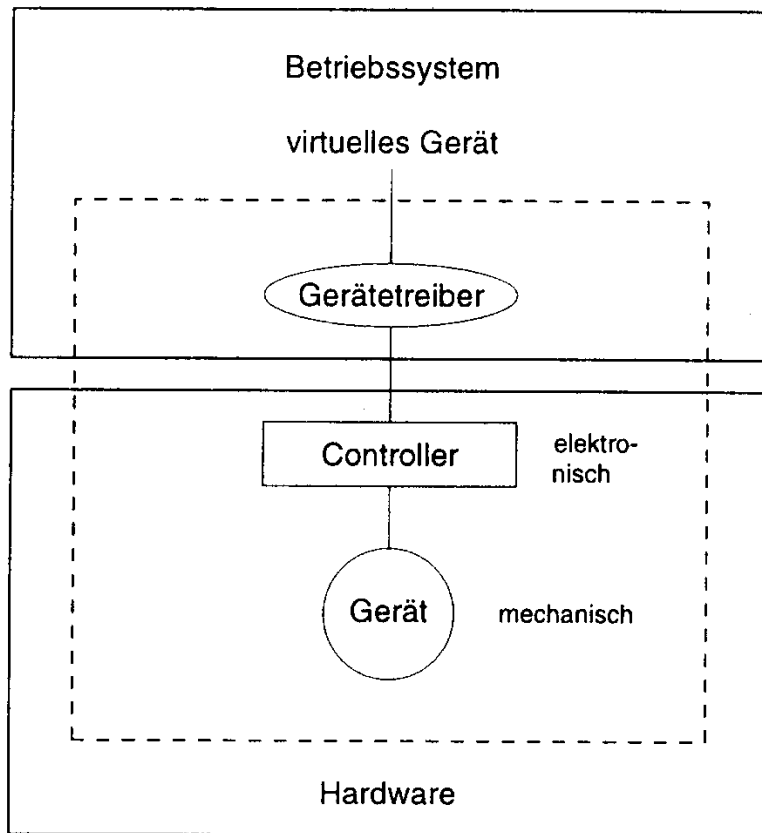 Betriebssystem
virtuelles Gerät
Gerätetreiber
Controller
elektro-
nisch
Gerät
mechanisch
Hardware